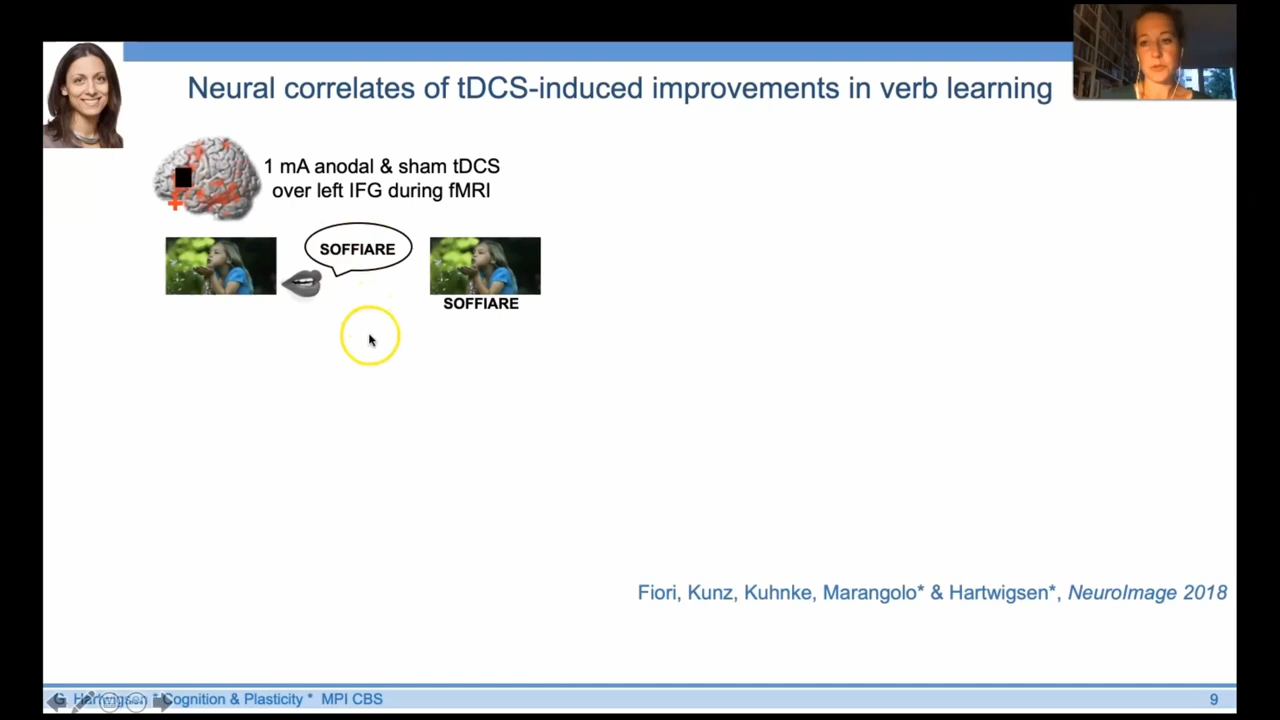 Neural correlates of tDCS-induced improvements in verb learning
1 mA anodal & sham tDCS
over left IFG during fMRI
SOFFIARE
SOFFIARE
Fiori, Kunz, Kuhnke, Marangolo* & Hartwigsen*, NeuroImage 2018
G. Hartwigsen * Cognition & Plasticity * MPI CBS
9